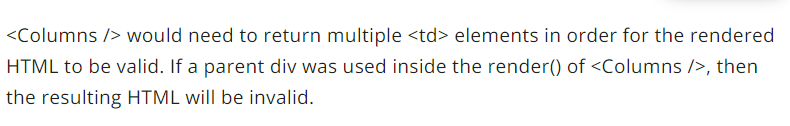 <Columns /> would need to return multiple <td> elements in order for the rendered
HTML to be valid. If a parent div was used inside the render() of <Columns />, then
the resulting HTML will be invalid.